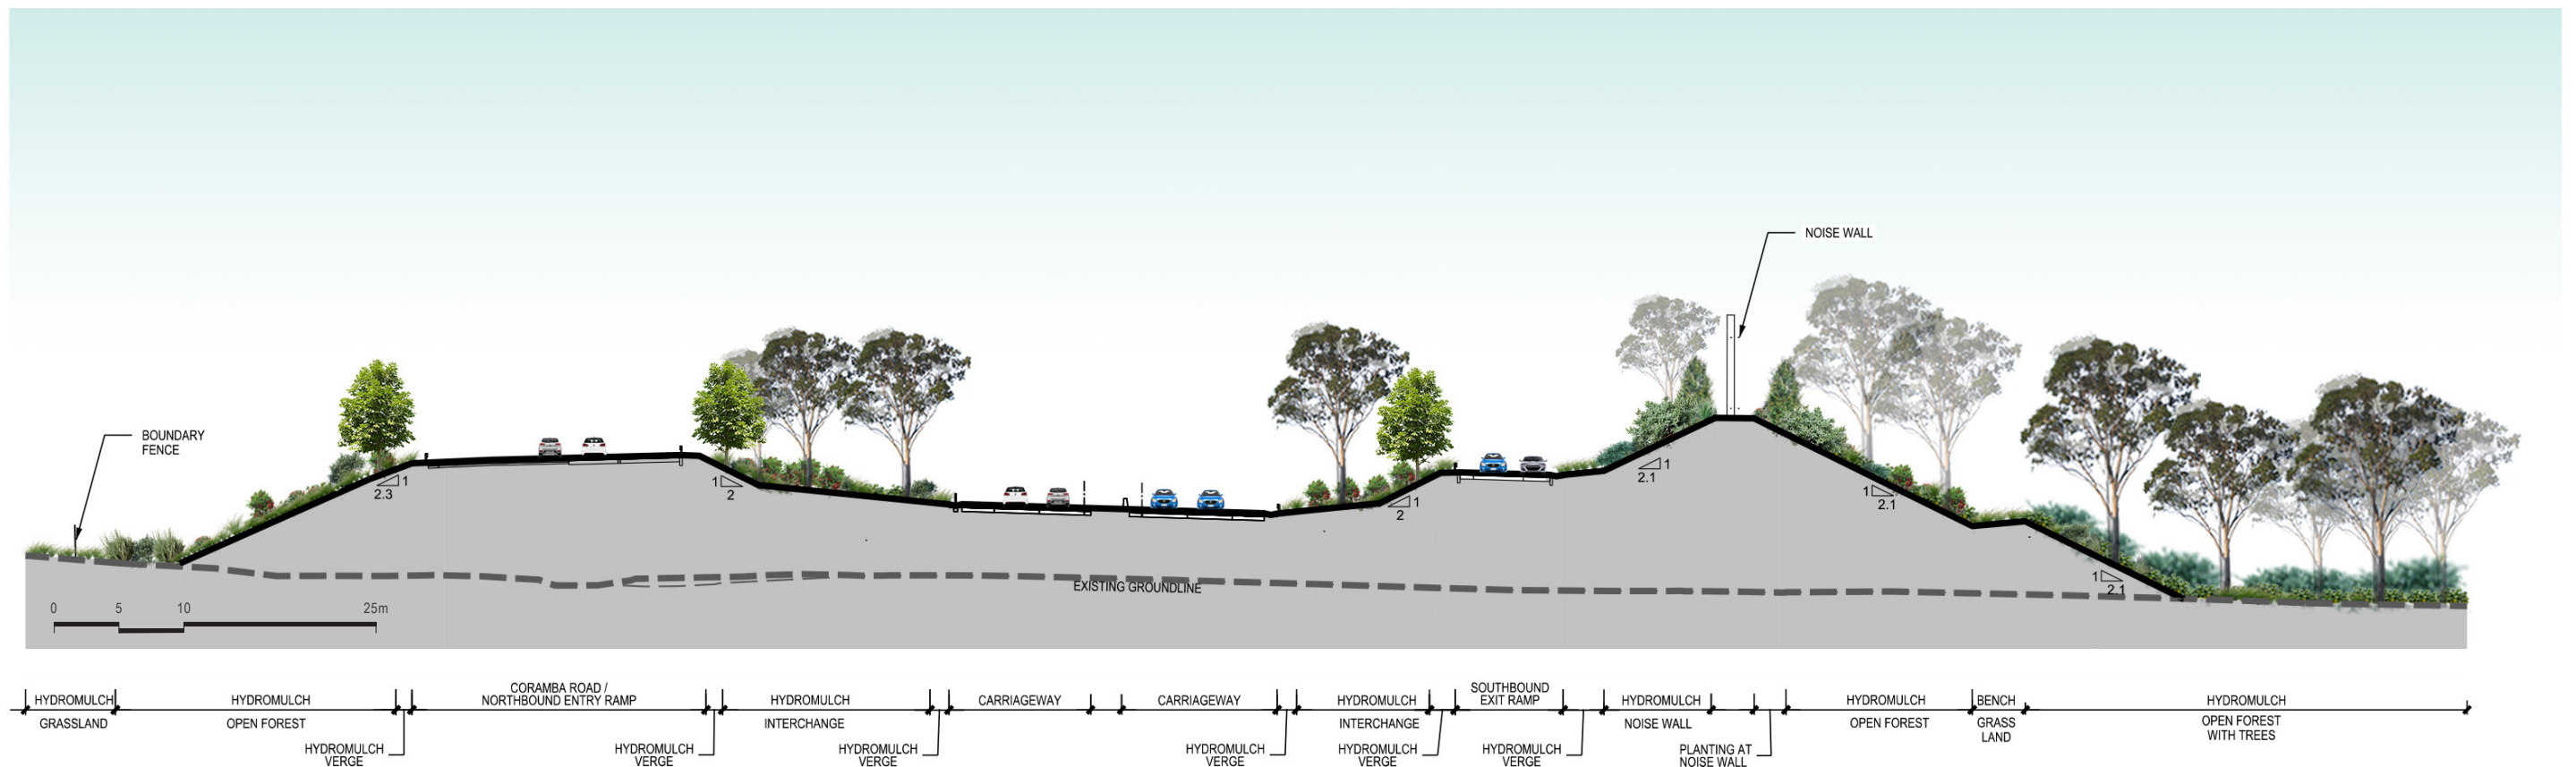 NOISE WALL
BOUNDARY
FENCE
1
2.3
1
2
1
2
1
2.1
1
2.1
1
2.1
EXISTING GROUNDLINE
0 5 10 25m
HYDROMULCH
GRASSLAND
HYDROMULCH
OPEN FOREST
HYDROMULCH
VERGE
CORAMBA ROAD /
NORTHBOUND ENTRY RAMP
HYDROMULCH
VERGE
HYDROMULCH
INTERCHANGE
HYDROMULCH
VERGE
CARRIAGEWAY
CARRIAGEWAY
HYDROMULCH
VERGE
HYDROMULCH
INTERCHANGE
HYDROMULCH
VERGE
SOUTHBOUND
EXIT RAMP
HYDROMULCH
VERGE
HYDROMULCH
NOISE WALL
PLANTING AT
NOISE WALL
HYDROMULCH
OPEN FOREST
BENCH
GRASS
LAND
HYDROMULCH
OPEN FOREST
WITH TREES